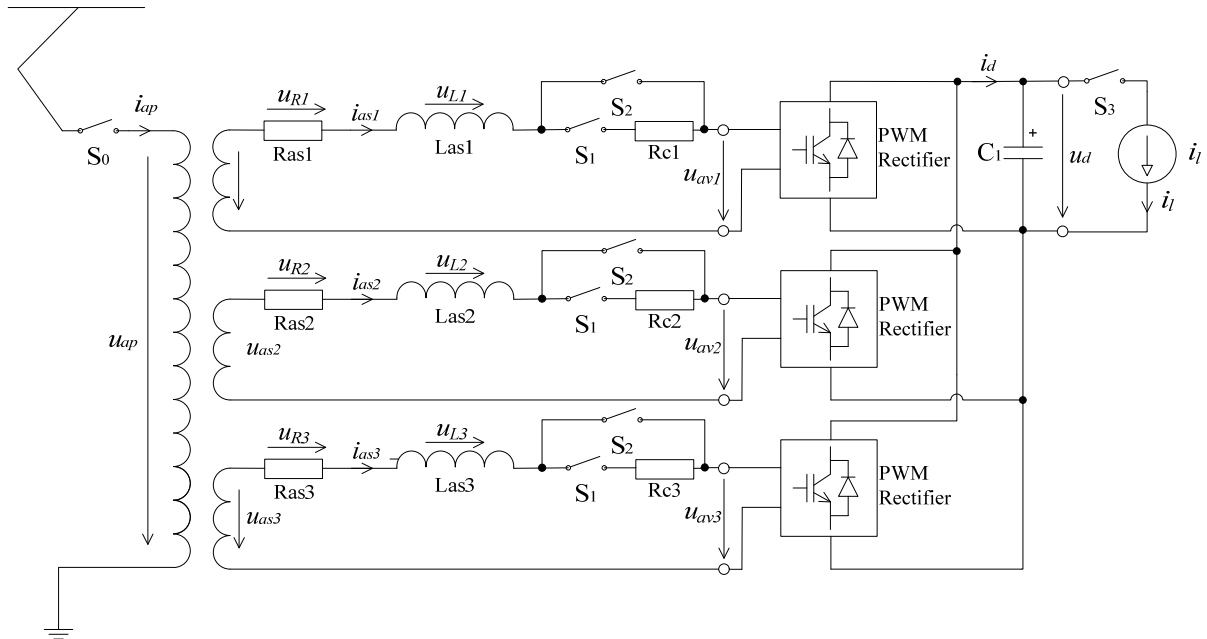 i_ap
S_0
u_ap
u_R1
i_as1
u_L1
S_2
Ras1
Las1
S_1
Rc1
u_av1
PWM
Rectifier
i_d
S_3
C_1
+
u_d
i_l
i_l
u_R2
i_as2
u_L2
S_2
Ras2
Las2
S_1
Rc2
u_as2
u_av2
PWM
Rectifier
u_R3
i_as3
u_L3
S_2
Ras3
Las3
S_1
Rc3
u_as3
u_av3
PWM
Rectifier